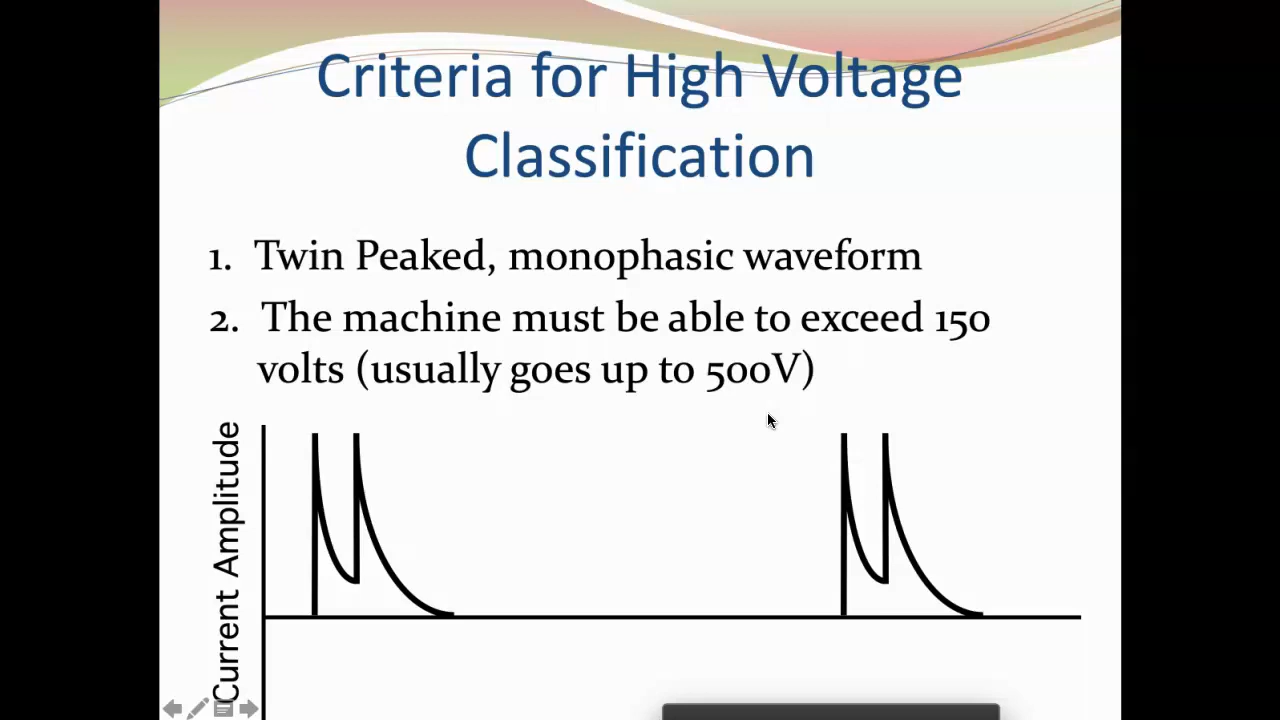 Criteria for High Voltage
Classification
1. Twin Peaked, monophasic waveform
2. The machine must be able to exceed 150
volts (usually goes up to 500V)
Current Amplitude